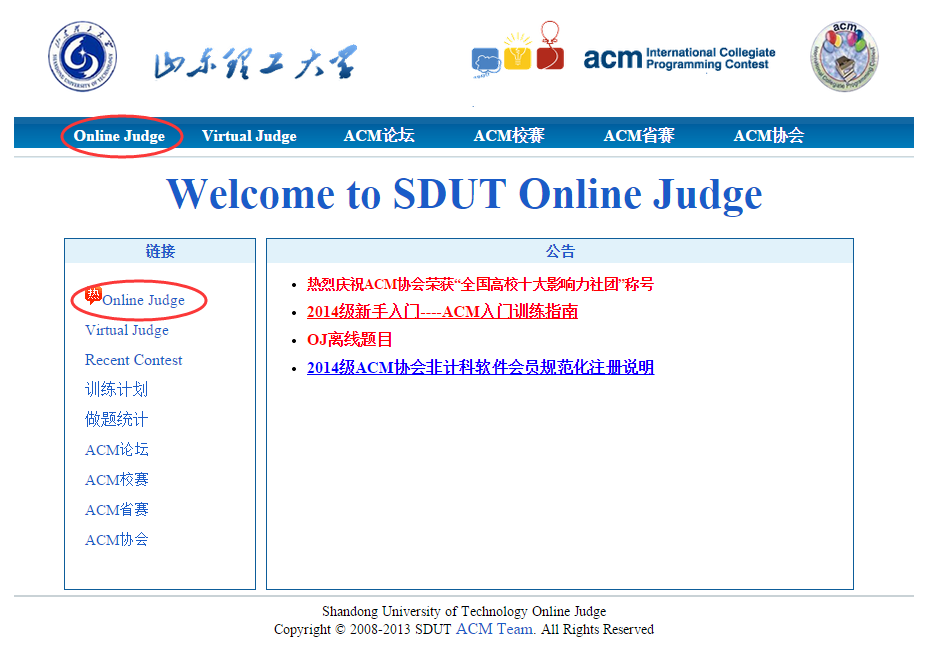 山东理工大学
acm International Collegiate
Programming Contest
acm
Online Judge Virtual Judge ACM论坛 ACM校赛 ACM省赛 ACM协会
Welcome to SDUT Online Judge
链接
热 Online Judge
Virtual Judge
Recent Contest
训练计划
做题统计
ACM论坛
ACM校赛
ACM省赛
ACM协会
公告
热烈庆祝ACM协会荣获“全国高校十大影响力社团”称号
2014级新手入门----ACM入门训练指南
OJ离线题目
2014级ACM协会非计科软件会员规范化注册说明
Shandong University of Technology Online Judge
Copyright © 2008-2013 SDUT ACM Team. All Rights Reserved